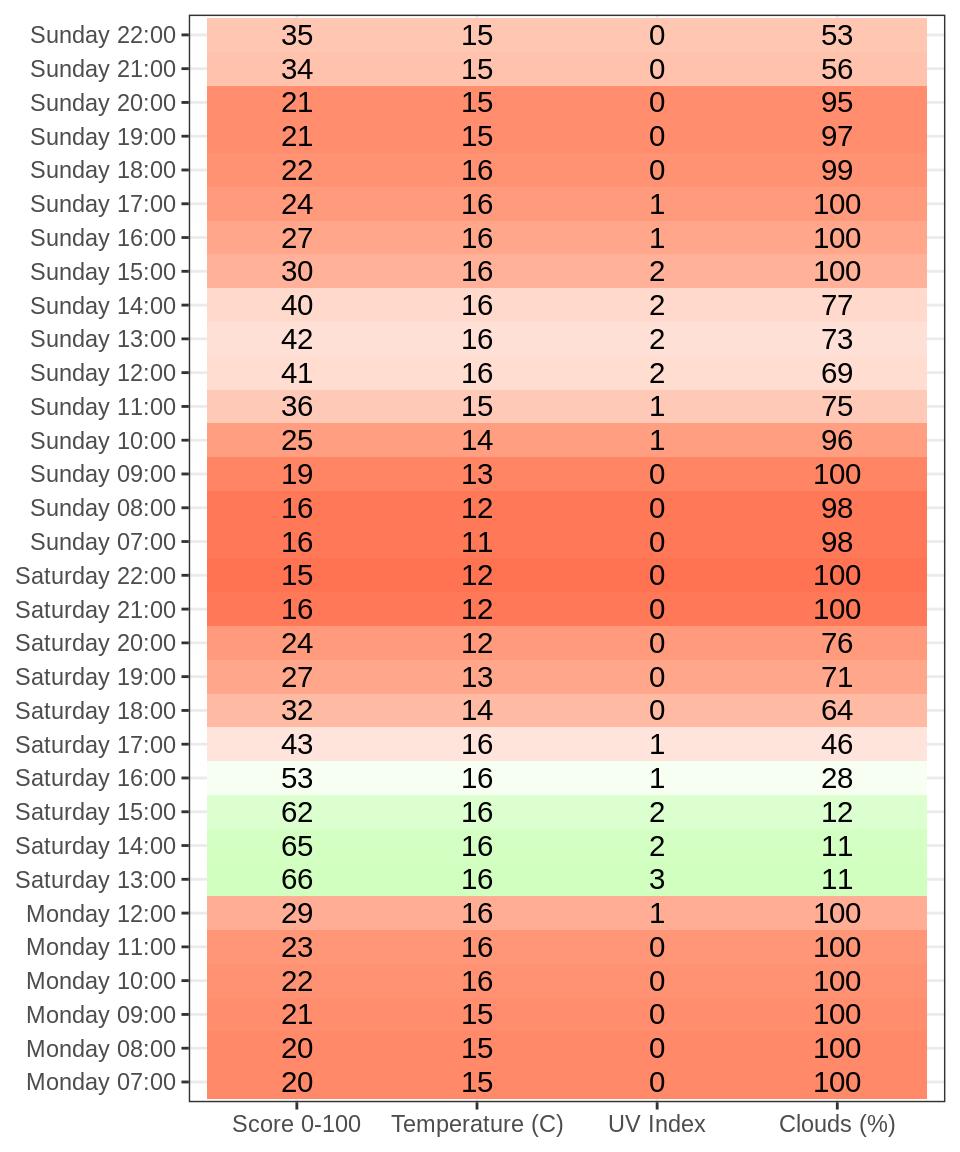 Sunday 22:00 35 15 0 53
Sunday 21:00 34 15 0 56
Sunday 20:00 21 15 0 95
Sunday 19:00 21 15 0 97
Sunday 18:00 22 16 0 99
Sunday 17:00 24 16 1 100
Sunday 16:00 27 16 1 100
Sunday 15:00 30 16 2 100
Sunday 14:00 40 16 2 77
Sunday 13:00 42 16 2 73
Sunday 12:00 41 16 2 69
Sunday 11:00 36 15 1 75
Sunday 10:00 25 14 1 96
Sunday 09:00 19 13 0 100
Sunday 08:00 16 12 0 98
Sunday 07:00 16 11 0 98
Saturday 22:00 15 12 0 100
Saturday 21:00 16 12 0 100
Saturday 20:00 24 12 0 76
Saturday 19:00 27 13 0 71
Saturday 18:00 32 14 0 64
Saturday 17:00 43 16 1 46
Saturday 16:00 53 16 1 28
Saturday 15:00 62 16 2 12
Saturday 14:00 65 16 2 11
Saturday 13:00 66 16 3 11
Monday 12:00 29 16 1 100
Monday 11:00 23 16 0 100
Monday 10:00 22 16 0 100
Monday 09:00 21 15 0 100
Monday 08:00 20 15 0 100
Monday 07:00 20 15 0 100
Score 0-100 Temperature (C) UV Index Clouds (%)